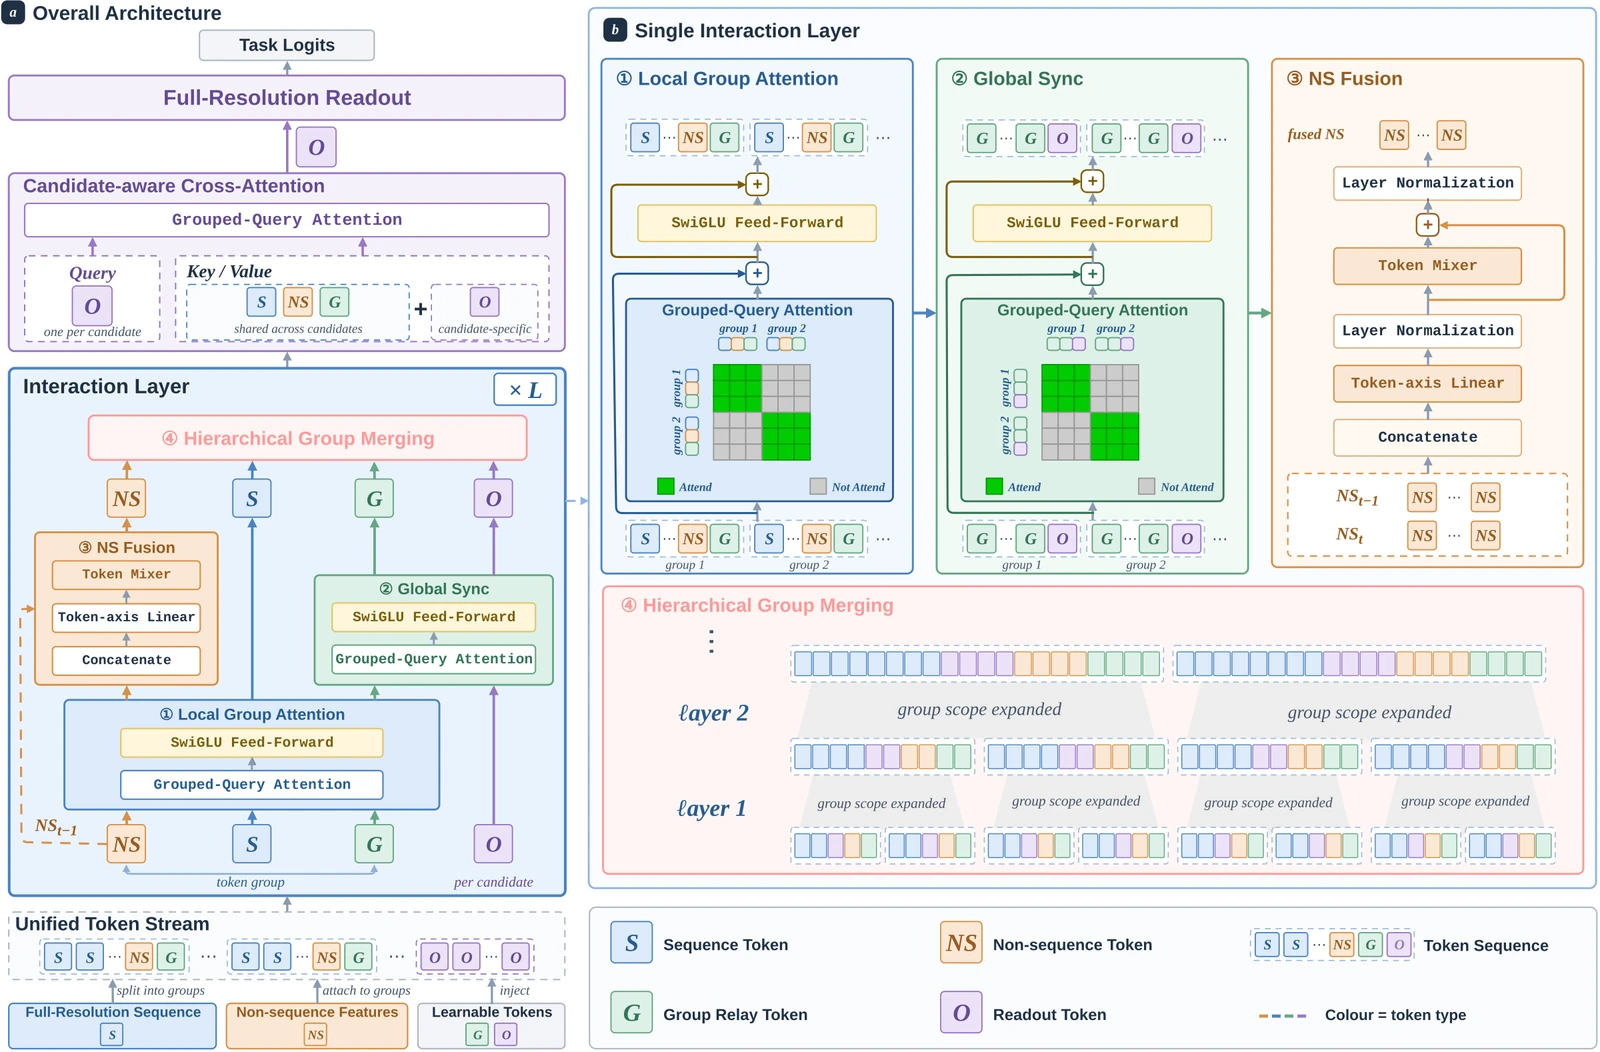 a Overall Architecture
Task Logits
Full-Resolution Readout
O
Candidate-aware Cross-Attention
Grouped-Query Attention
Query
O
one per candidate
Key / Value
S NS G
shared across candidates
+
O
candidate-specific
Interaction Layer
× L
④ Hierarchical Group Merging
NS S G O
③ NS Fusion
Token Mixer
Token-axis Linear
Concatenate
② Global Sync
SwiGLU Feed-Forward
Grouped-Query Attention
① Local Group Attention
SwiGLU Feed-Forward
Grouped-Query Attention
NSt−1
NS S G O
token group
per candidate
Unified Token Stream
S S ··· NS G ··· S S ··· NS G ··· O O ··· O
split into groups
attach to groups
inject
Full-Resolution Sequence
S
Non-sequence Features
NS
Learnable Tokens
G O
b Single Interaction Layer
① Local Group Attention
S ··· NS G S ··· NS G ···
+
SwiGLU Feed-Forward
+
Grouped-Query Attention
group 1 group 2
group 1
group 2
Attend
Not Attend
S ··· NS G S ··· NS G ···
group 1
group 2
② Global Sync
G ··· G O G ··· G O ···
+
SwiGLU Feed-Forward
+
Grouped-Query Attention
group 1 group 2
group 1
group 2
Attend
Not Attend
G ··· G O G ··· G O ···
group 1
group 2
③ NS Fusion
fused NS NS ··· NS
Layer Normalization
+
Token Mixer
Layer Normalization
Token-axis Linear
Concatenate
NSt−1 NS ··· NS
NSt NS ··· NS
④ Hierarchical Group Merging
⋮
ℓayer 2
group scope expanded
group scope expanded
ℓayer 1
group scope expanded
group scope expanded
group scope expanded
group scope expanded
S Sequence Token
NS Non-sequence Token
S S ··· NS G O Token Sequence
G Group Relay Token
O Readout Token
Colour = token type